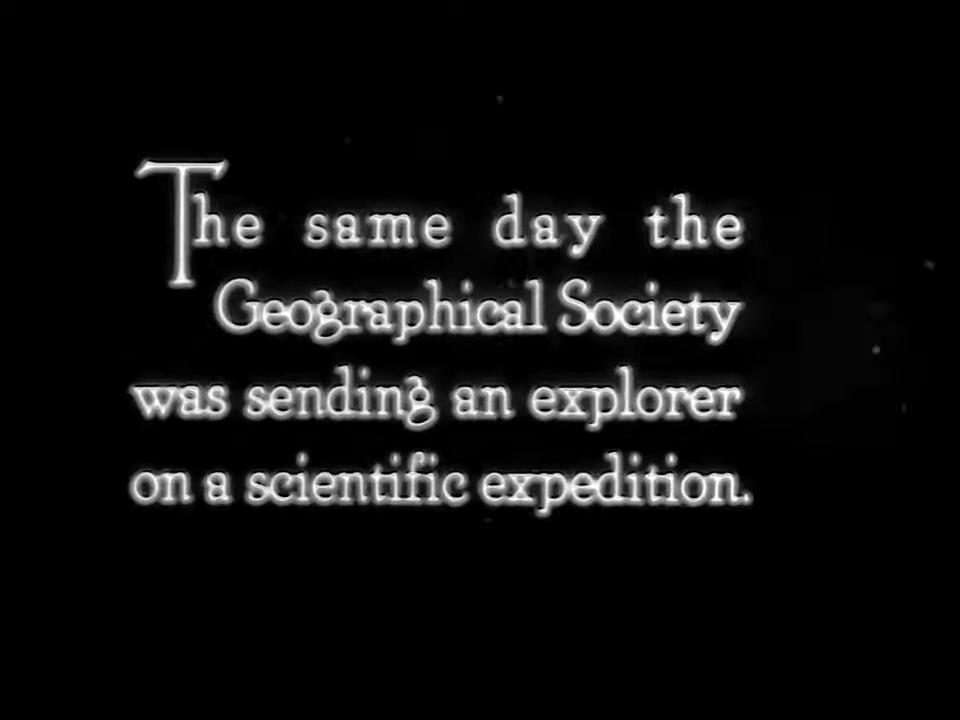 The same day the
Geographical Society
was sending an explorer
on a scientific expedition.